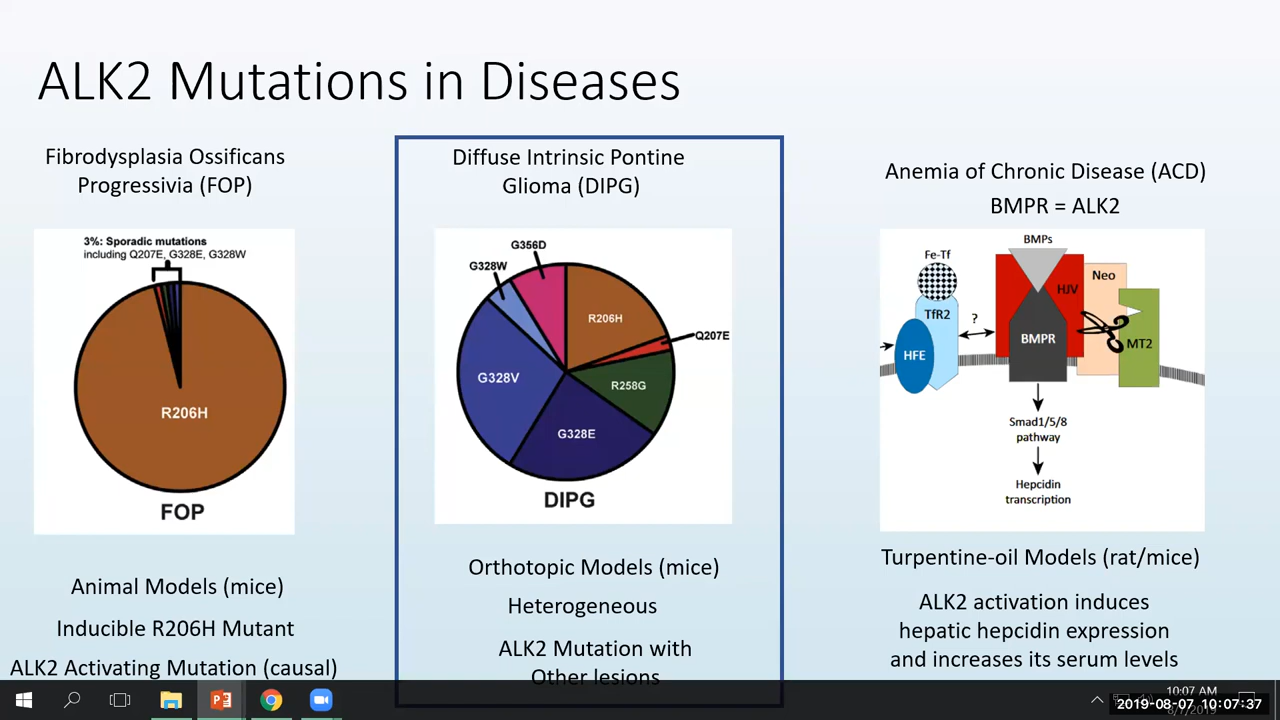 ALK2 Mutations in Diseases
Fibrodysplasia Ossificans
Progressivia (FOP)
3%: Sporadic mutations
including Q207E, G328E, G328W
R206H
FOP
Animal Models (mice)
Inducible R206H Mutant
ALK2 Activating Mutation (causal)
Diffuse Intrinsic Pontine
Glioma (DIPG)
G356D
G328W
R206H
Q207E
G328V
R258G
G328E
DIPG
Orthotopic Models (mice)
Heterogeneous
ALK2 Mutation with
Other lesions
Anemia of Chronic Disease (ACD)
BMPR = ALK2
BMPs
Fe-Tf
Neo
HJV
TfR2
?
BMPR
MT2
HFE
Smad1/5/8
pathway
Hepcidin
transcription
Turpentine-oil Models (rat/mice)
ALK2 activation induces
hepatic hepcidin expression
and increases its serum levels
10:07 AM
2019-08-07 10:07:37